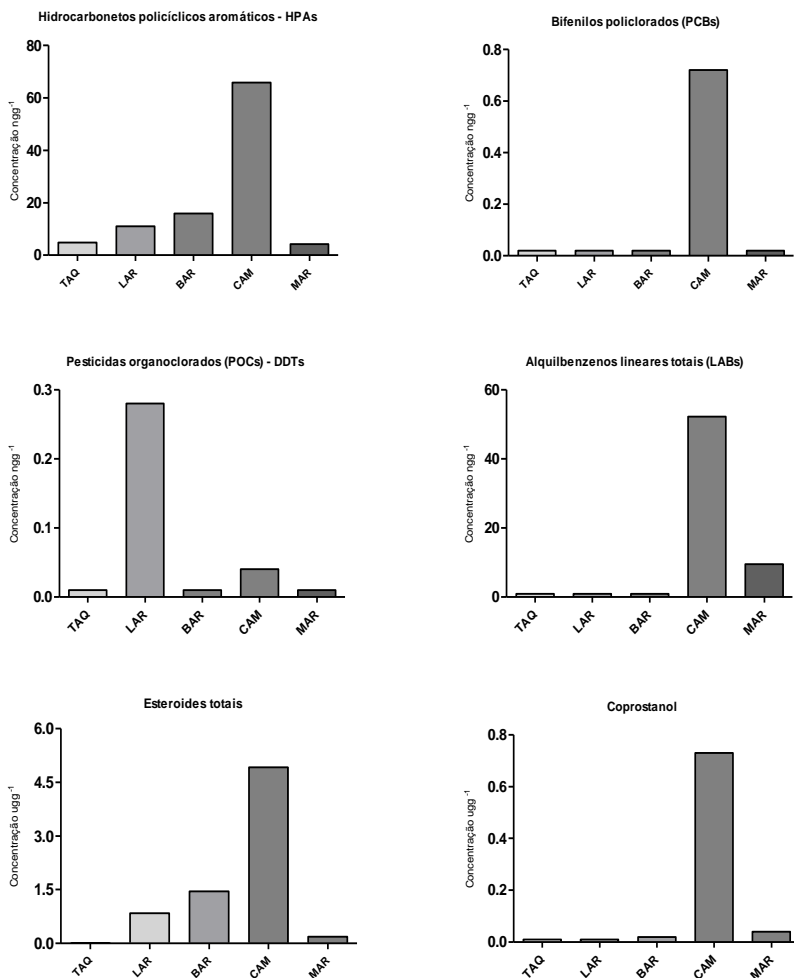 Hidrocarbonetos policíclicos aromáticos - HPAs
Concentração ngg -1
80
60
40
20
0
TAQ
LAR
BAR
CAM
MAR
Bifenilos policlorados (PCBs)
Concentração ngg -1
0.8
0.6
0.4
0.2
0.0
TAQ
LAR
BAR
CAM
MAR
Pesticidas organoclorados (POCs) - DDTs
Concentração ngg -1
0.3
0.2
0.1
0.0
TAQ
LAR
BAR
CAM
MAR
Alquilbenzenos lineares totais (LABs)
Concentração ngg -1
60
40
20
0
TAQ
LAR
BAR
CAM
MAR
Esteroides totais
Concentração ugg -1
6.0
4.5
3.0
1.5
0.0
TAQ
LAR
BAR
CAM
MAR
Coprostanol
Concentração ugg -1
0.8
0.6
0.4
0.2
0.0
TAQ
LAR
BAR
CAM
MAR